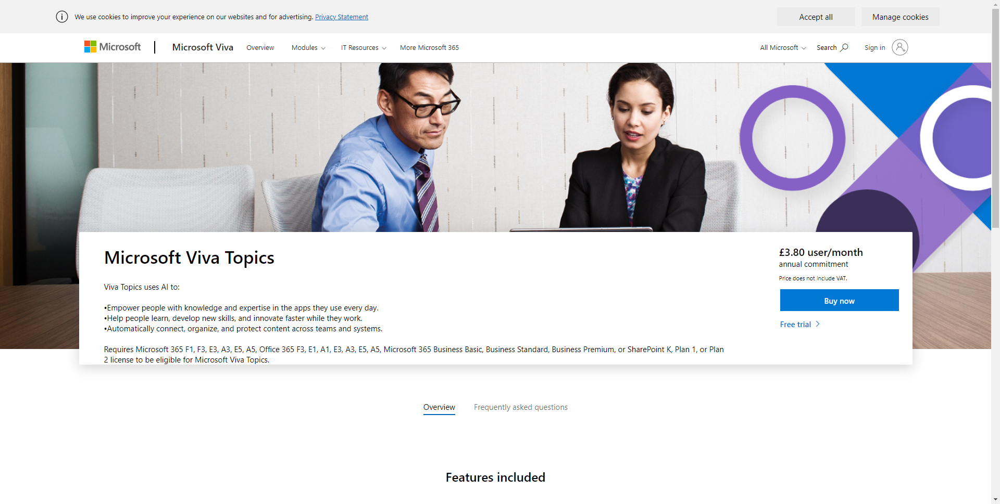 We use cookies to improve your experience on our websites and for advertising. Privacy Statement
Accept all
Manage cookies
Microsoft
Microsoft Viva
Overview
Modules
IT Resources
More Microsoft 365
All Microsoft
Search
Sign in
Microsoft Viva Topics
Viva Topics uses AI to:
•Empower people with knowledge and expertise in the apps they use every day.
•Help people learn, develop new skills, and innovate faster while they work.
•Automatically connect, organize, and protect content across teams and systems.
Requires Microsoft 365 F1, F3, E3, A3, E5, A5, Office 365 F3, E1, A1, E3, A3, E5, A5, Microsoft 365 Business Basic, Business Standard, Business Premium, or SharePoint K, Plan 1, or Plan
2 license to be eligible for Microsoft Viva Topics.
£3.80 user/month
annual commitment
Price does not include VAT.
Buy now
Free trial
Overview
Frequently asked questions
Features included